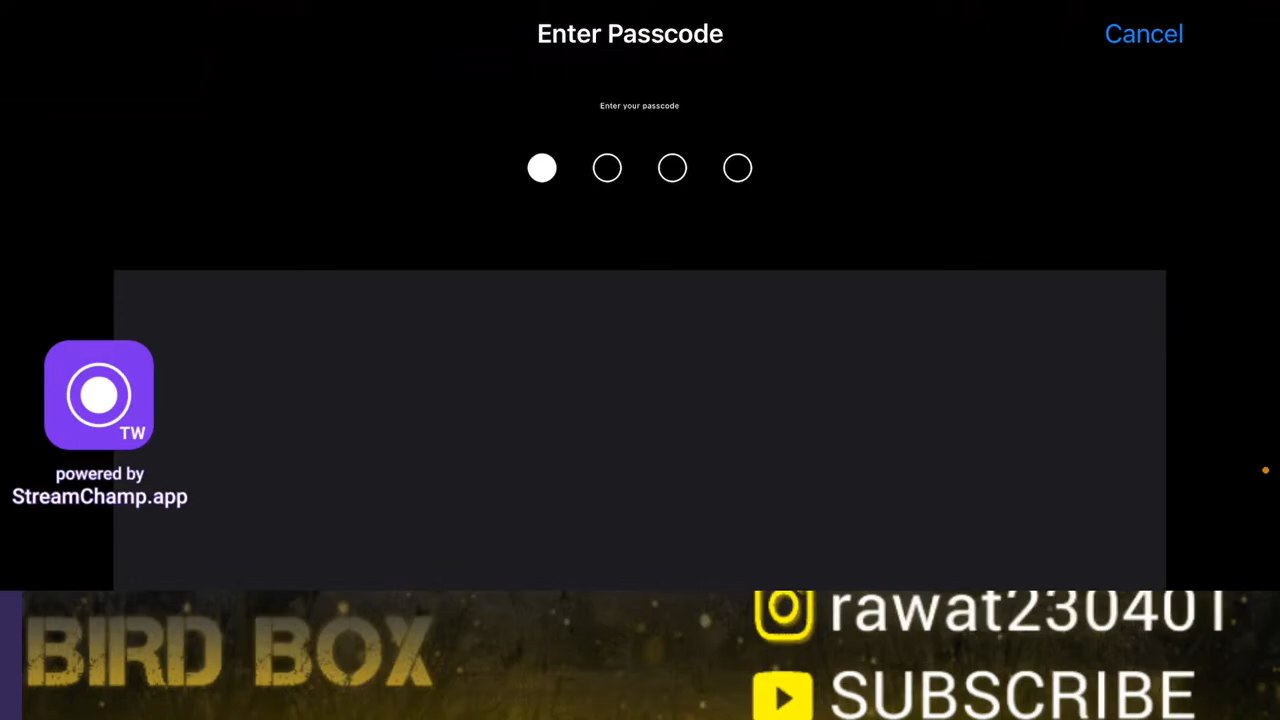 Enter Passcode
Cancel
Enter your passcode
TW
powered by
StreamChamp.app
BIRD BOX
rawat230401
SUBSCRIBE